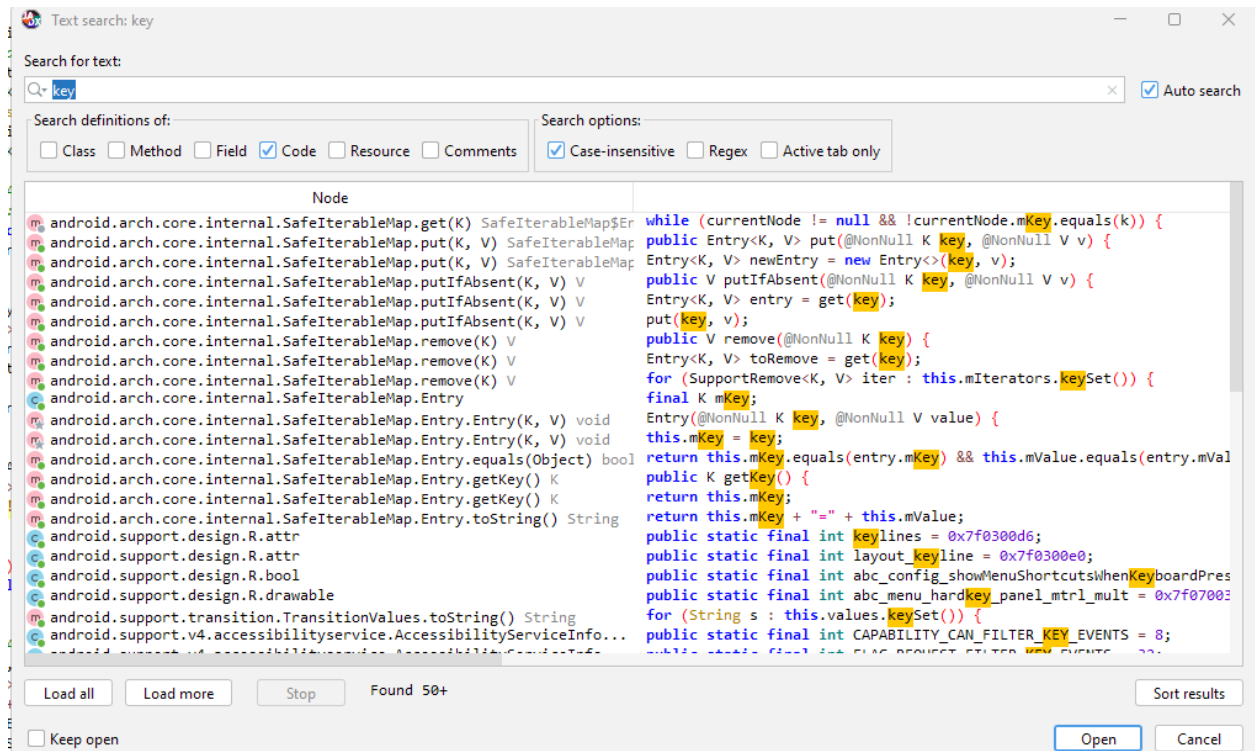 Text search: key
Search for text:
key
Auto search
Search definitions of:
Search options:
Class Method Field Code Resource Comments
Case-insensitive Regex Active tab only
Node
android.arch.core.internal.SafeIterableMap.get(K) SafeIterableMap$En while (currentNode != null && !currentNode.mKey.equals(k)) {
android.arch.core.internal.SafeIterableMap.put(K, V) SafeIterableMap public Entry<K, V> put(@NonNull K key, @NonNull V v) {
android.arch.core.internal.SafeIterableMap.put(K, V) SafeIterableMap Entry<K, V> newEntry = new Entry<>(key, v);
android.arch.core.internal.SafeIterableMap.putIfAbsent(K, V) V public V putIfAbsent(@NonNull K key, @NonNull V v) {
android.arch.core.internal.SafeIterableMap.putIfAbsent(K, V) V Entry<K, V> entry = get(key);
android.arch.core.internal.SafeIterableMap.putIfAbsent(K, V) V put(key, v);
android.arch.core.internal.SafeIterableMap.remove(K) V public V remove(@NonNull K key) {
android.arch.core.internal.SafeIterableMap.remove(K) V Entry<K, V> toRemove = get(key);
android.arch.core.internal.SafeIterableMap.remove(K) V for (SupportRemove<K, V> iter : this.mIterators.keySet()) {
android.arch.core.internal.SafeIterableMap.Entry final K mKey;
android.arch.core.internal.SafeIterableMap.Entry.Entry(K, V) void Entry(@NonNull K key, @NonNull V value) {
android.arch.core.internal.SafeIterableMap.Entry.Entry(K, V) void this.mKey = key;
android.arch.core.internal.SafeIterableMap.Entry.equals(Object) bool return this.mKey.equals(entry.mKey) && this.mValue.equals(entry.mVal
android.arch.core.internal.SafeIterableMap.Entry.getKey() K public K getKey() {
android.arch.core.internal.SafeIterableMap.Entry.getKey() K return this.mKey;
android.arch.core.internal.SafeIterableMap.Entry.toString() String return this.mKey + "=" + this.mValue;
android.support.design.R.attr public static final int keylines = 0x7f0300d6;
android.support.design.R.attr public static final int layout_keyline = 0x7f0300e0;
android.support.design.R.bool public static final int abc_config_showMenuShortcutsWhenKeyboardPres
android.support.design.R.drawable public static final int abc_menu_hardkey_panel_mtrl_mult = 0x7f07003
android.support.transition.TransitionValues.toString() String for (String s : this.values.keySet()) {
android.support.v4.accessibilityservice.AccessibilityServiceInfo... public static final int CAPABILITY_CAN_FILTER_KEY_EVENTS = 8;
Load all Load more Stop Found 50+ Sort results
Keep open Open Cancel